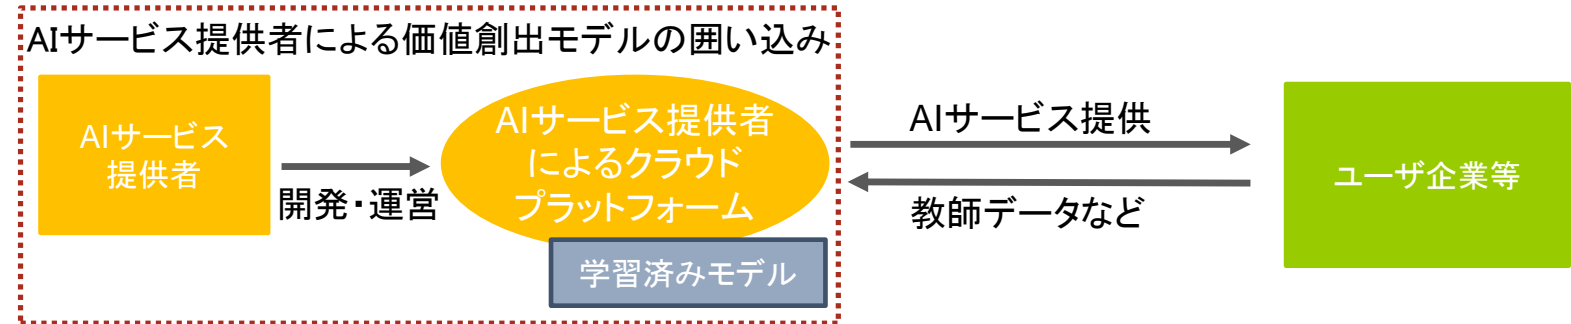 AIサービス提供者による価値創出モデルの囲い込み
AIサービス
提供者
開発・運営
AIサービス提供者
によるクラウド
プラットフォーム
学習済みモデル
AIサービス提供
教師データなど
ユーザ企業等